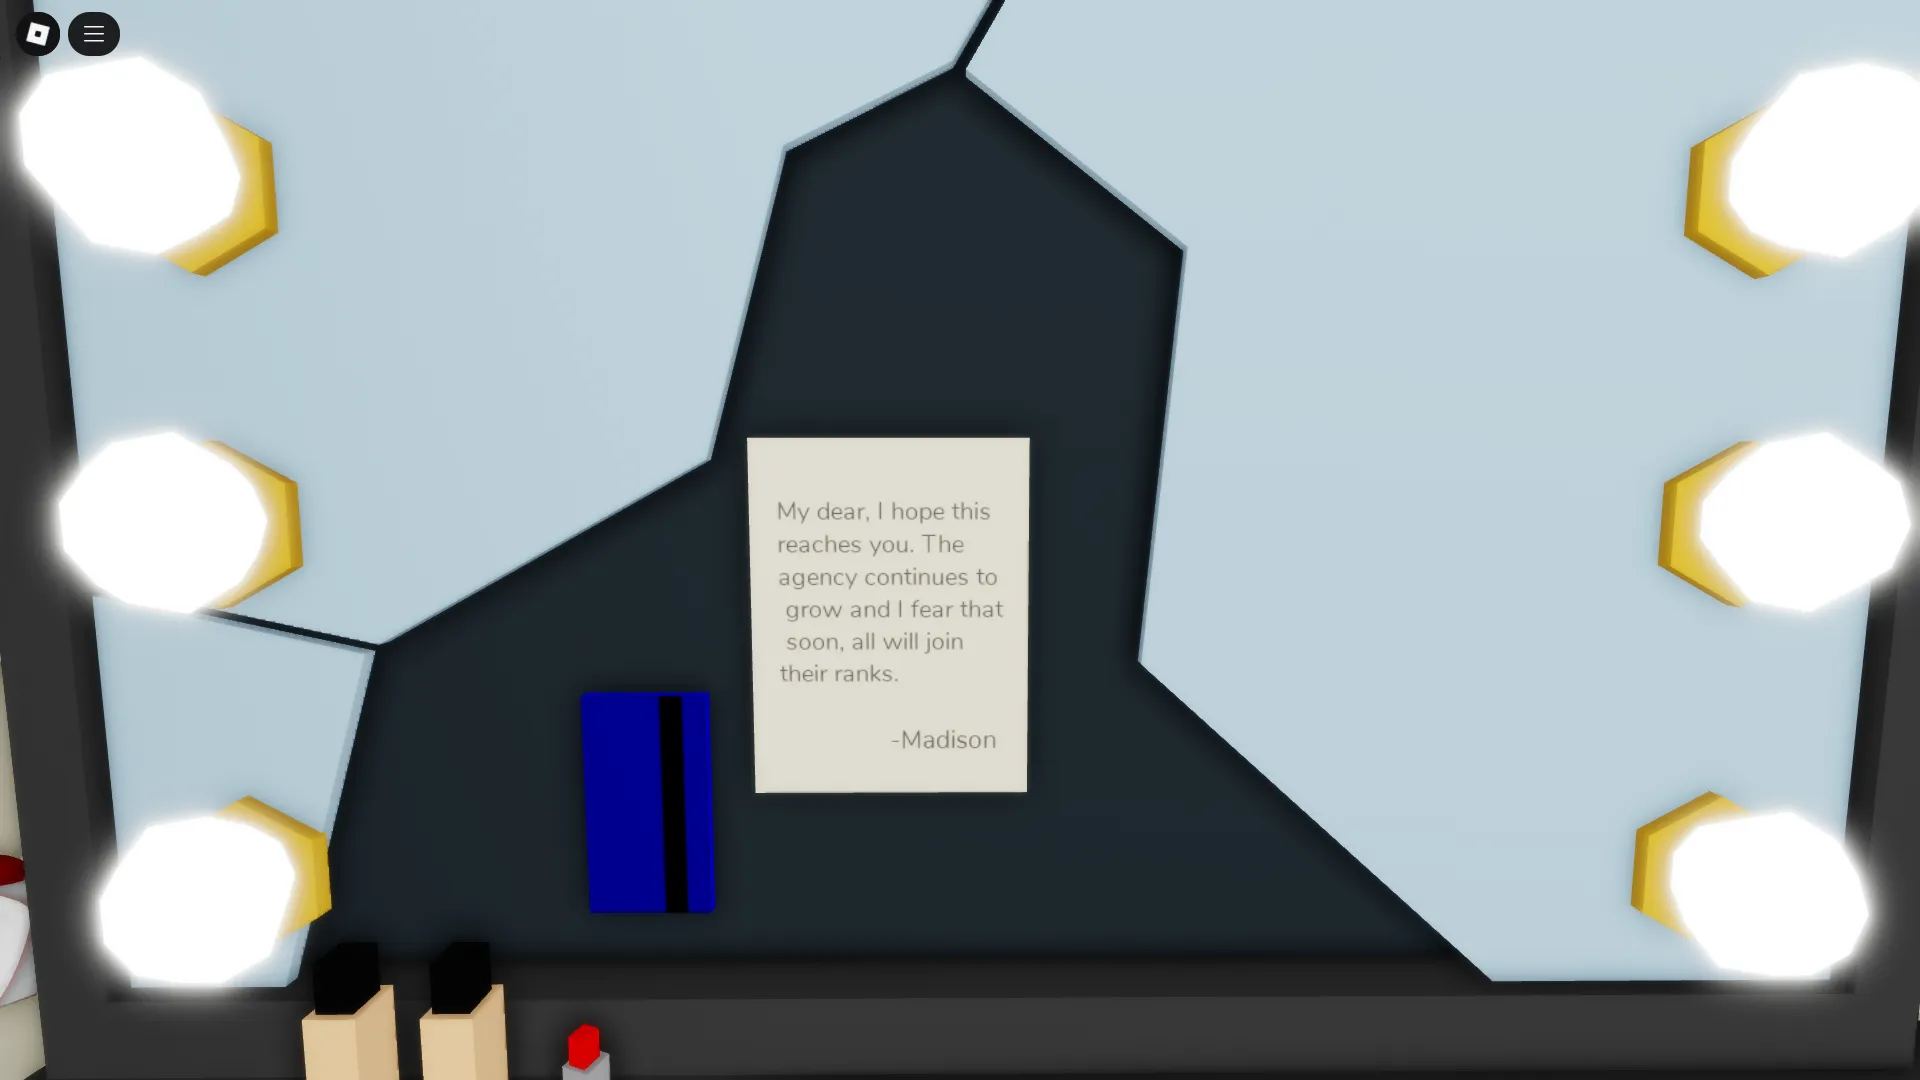 My dear, I hope this
reaches you. The
agency continues to
grow and I fear that
soon, all will join
their ranks.
-Madison